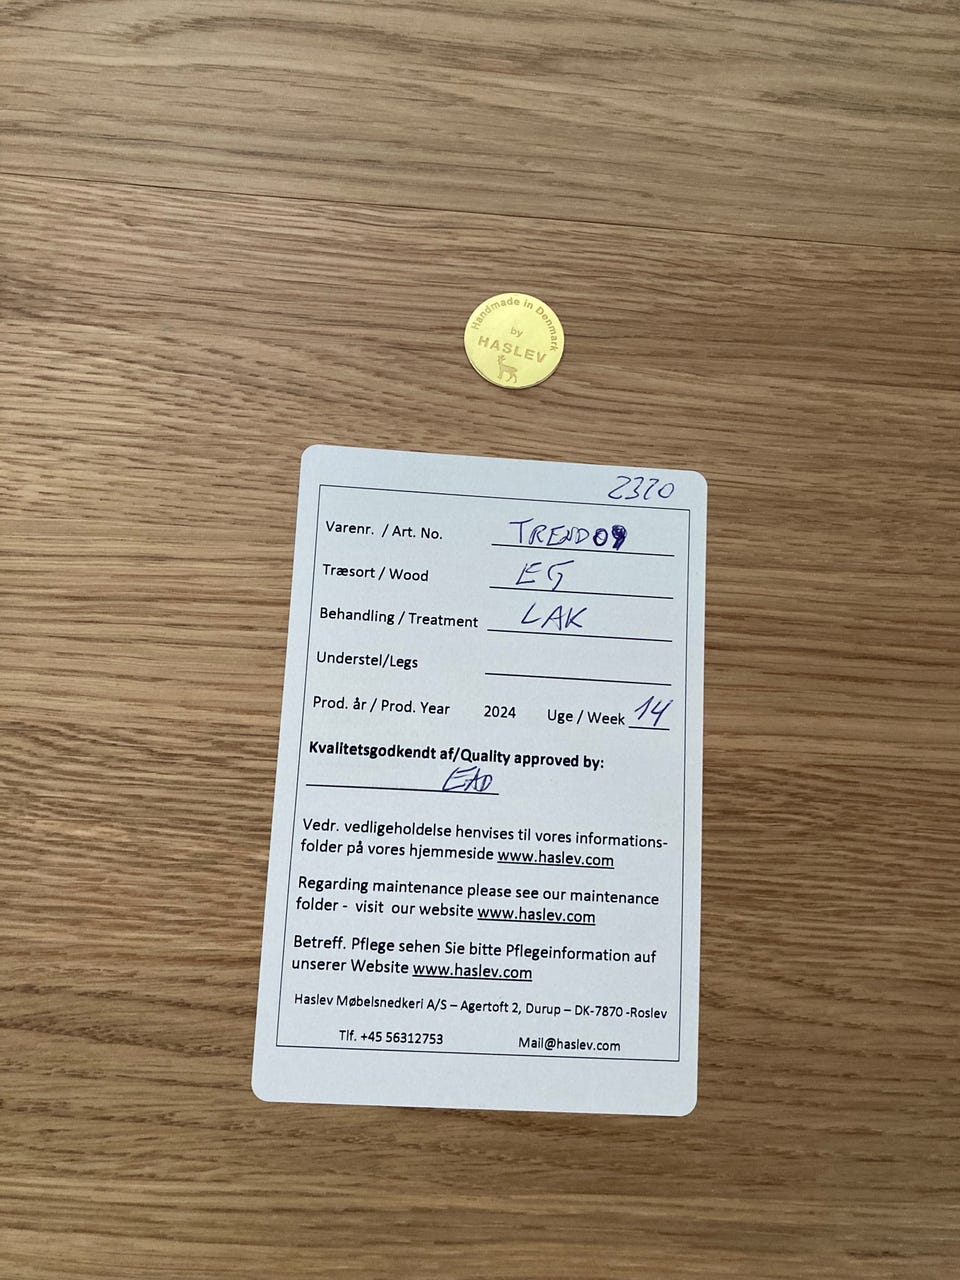 Handmade in Denmark
by
HASLEV
2320
Varenr. / Art. No. TREND09
Træsort / Wood EG
Behandling / Treatment LAK
Understel/Legs
Prod. år / Prod. Year 2024 Uge / Week 14
Kvalitetsgodkendt af/Quality approved by:
EAD
Vedr. vedligeholdelse henvises til vores informations-
folder på vores hjemmeside www.haslev.com
Regarding maintenance please see our maintenance
folder - visit our website www.haslev.com
Betreff. Pflege sehen Sie bitte Pflegeinformation auf
unserer Website www.haslev.com
Haslev Møbelsnedkeri A/S – Agertoft 2, Durup – DK-7870 -Roslev
Tlf. +45 56312753 Mail@haslev.com